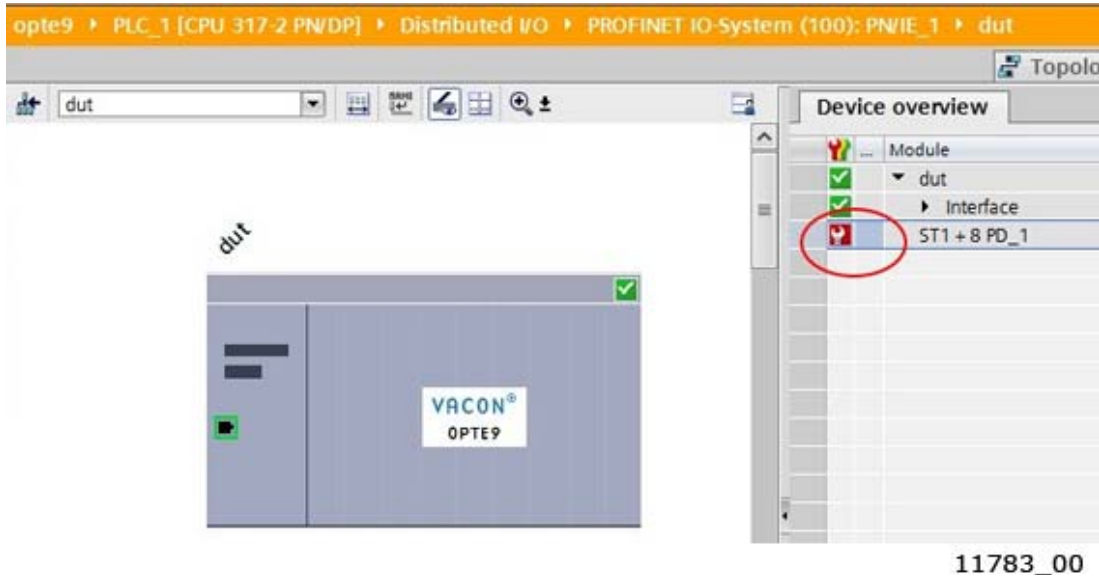 opte9 ▸ PLC_1 [CPU 317-2 PN/DP] ▸ Distributed I/O ▸ PROFINET IO-System (100): PN/IE_1 ▸ dut
Topolo
dut
Device overview
... Module
dut
Interface
ST1 + 8 PD_1
dut
VACON®
OPTE9
11783_00